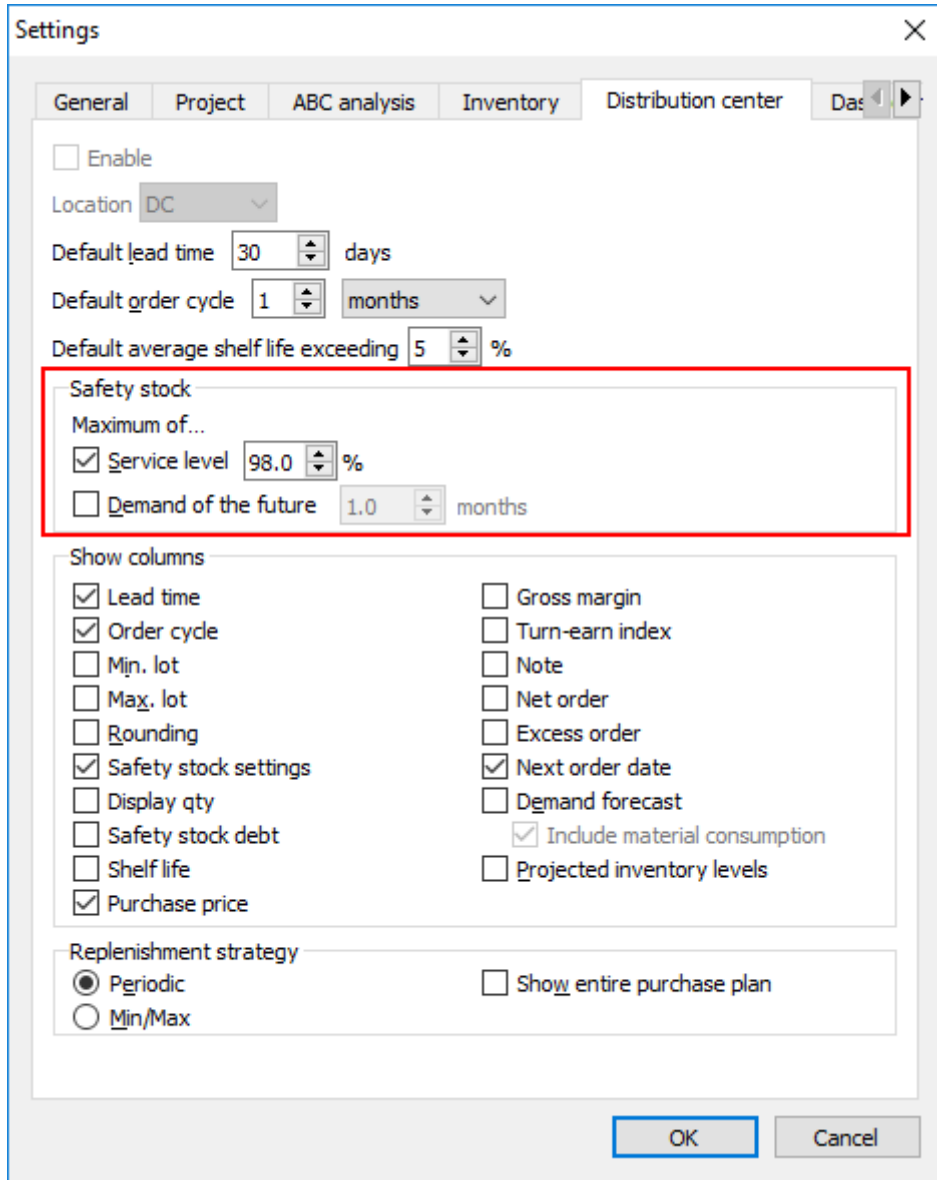 Settings
General Project ABC analysis Inventory Distribution center
Enable
Location DC
Default lead time 30 days
Default order cycle 1 months
Default average shelf life exceeding 5 %
Safety stock
Maximum of...
Service level 98.0 %
Demand of the future 1.0 months
Show columns
Lead time Gross margin
Order cycle Turn-earn index
Min. lot Note
Max. lot Net order
Rounding Excess order
Safety stock settings Next order date
Display qty Demand forecast
Safety stock debt Include material consumption
Shelf life Projected inventory levels
Purchase price
Replenishment strategy
Periodic Show entire purchase plan
Min/Max
OK Cancel